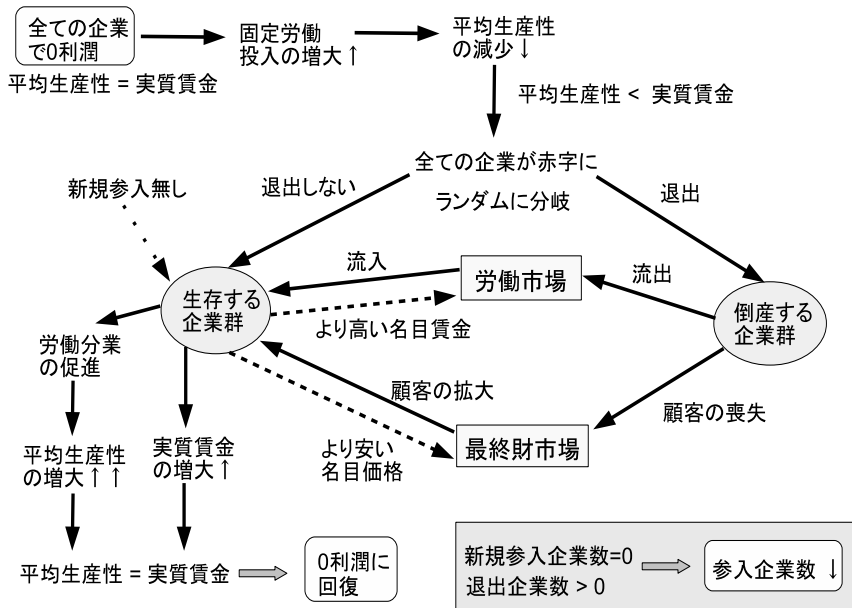 全ての企業
で0利潤
平均生産性 = 実質賃金
固定労働
投入の増大↑
平均生産性
の減少↓
平均生産性 < 実質賃金
全ての企業が赤字に
ランダムに分岐
退出しない
退出
新規参入無し
流入
労働市場
流出
生存する
企業群
より高い名目賃金
倒産する
企業群
労働分業
の促進
顧客の拡大
顧客の喪失
平均生産性
の増大↑↑
実質賃金
の増大↑
より安い
名目価格
最終財市場
平均生産性 = 実質賃金
0利潤に
回復
新規参入企業数=0
退出企業数 > 0
参入企業数 ↓